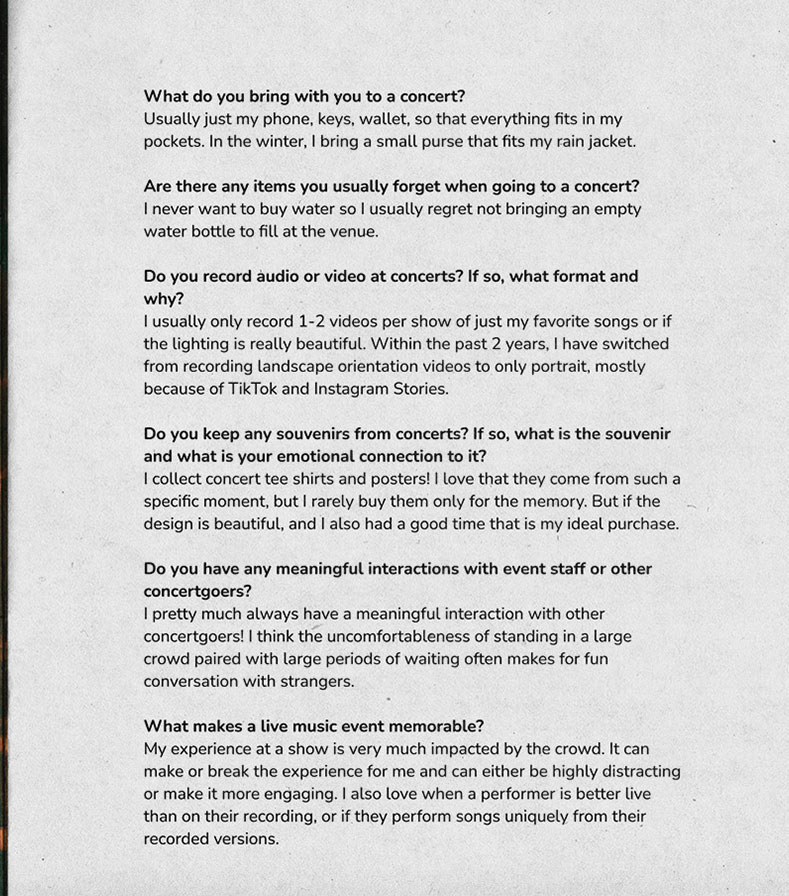 What do you bring with you to a concert?
Usually just my phone, keys, wallet, so that everything fits in my
pockets. In the winter, I bring a small purse that fits my rain jacket.
Are there any items you usually forget when going to a concert?
I never want to buy water so I usually regret not bringing an empty
water bottle to fill at the venue.
Do you record audio or video at concerts? If so, what format and
why?
I usually only record 1-2 videos per show of just my favorite songs or if
the lighting is really beautiful. Within the past 2 years, I have switched
from recording landscape orientation videos to only portrait, mostly
because of TikTok and Instagram Stories.
Do you keep any souvenirs from concerts? If so, what is the souvenir
and what is your emotional connection to it?
I collect concert tee shirts and posters! I love that they come from such a
specific moment, but I rarely buy them only for the memory. But if the
design is beautiful, and I also had a good time that is my ideal purchase.
Do you have any meaningful interactions with event staff or other
concertgoers?
I pretty much always have a meaningful interaction with other
concertgoers! I think the uncomfortableness of standing in a large
crowd paired with large periods of waiting often makes for fun
conversation with strangers.
What makes a live music event memorable?
My experience at a show is very much impacted by the crowd. It can
make or break the experience for me and can either be highly distracting
or make it more engaging. I also love when a performer is better live
than on their recording, or if they perform songs uniquely from their
recorded versions.